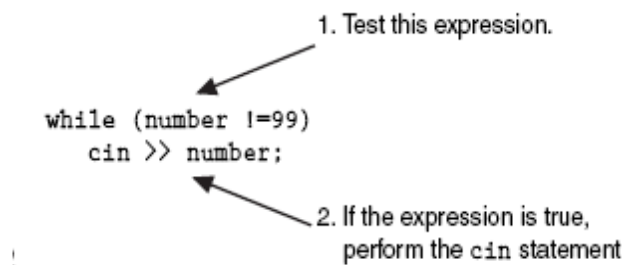 1. Test this expression.
while (number !=99)
cin >> number;
2. If the expression is true,
perform the cin statement